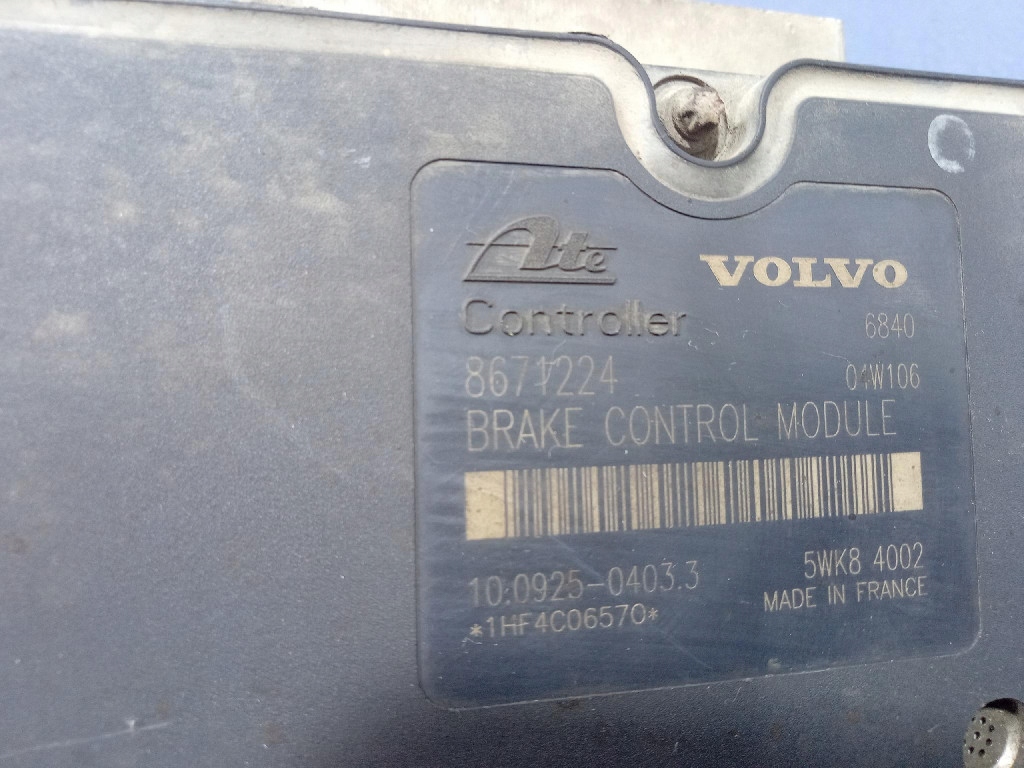 Ate
VOLVO
Controller
6840
8671224
04W106
BRAKE CONTROL MODULE
10.0925-0403.3
5WK8 4002
*1HF4C06570*
MADE IN FRANCE